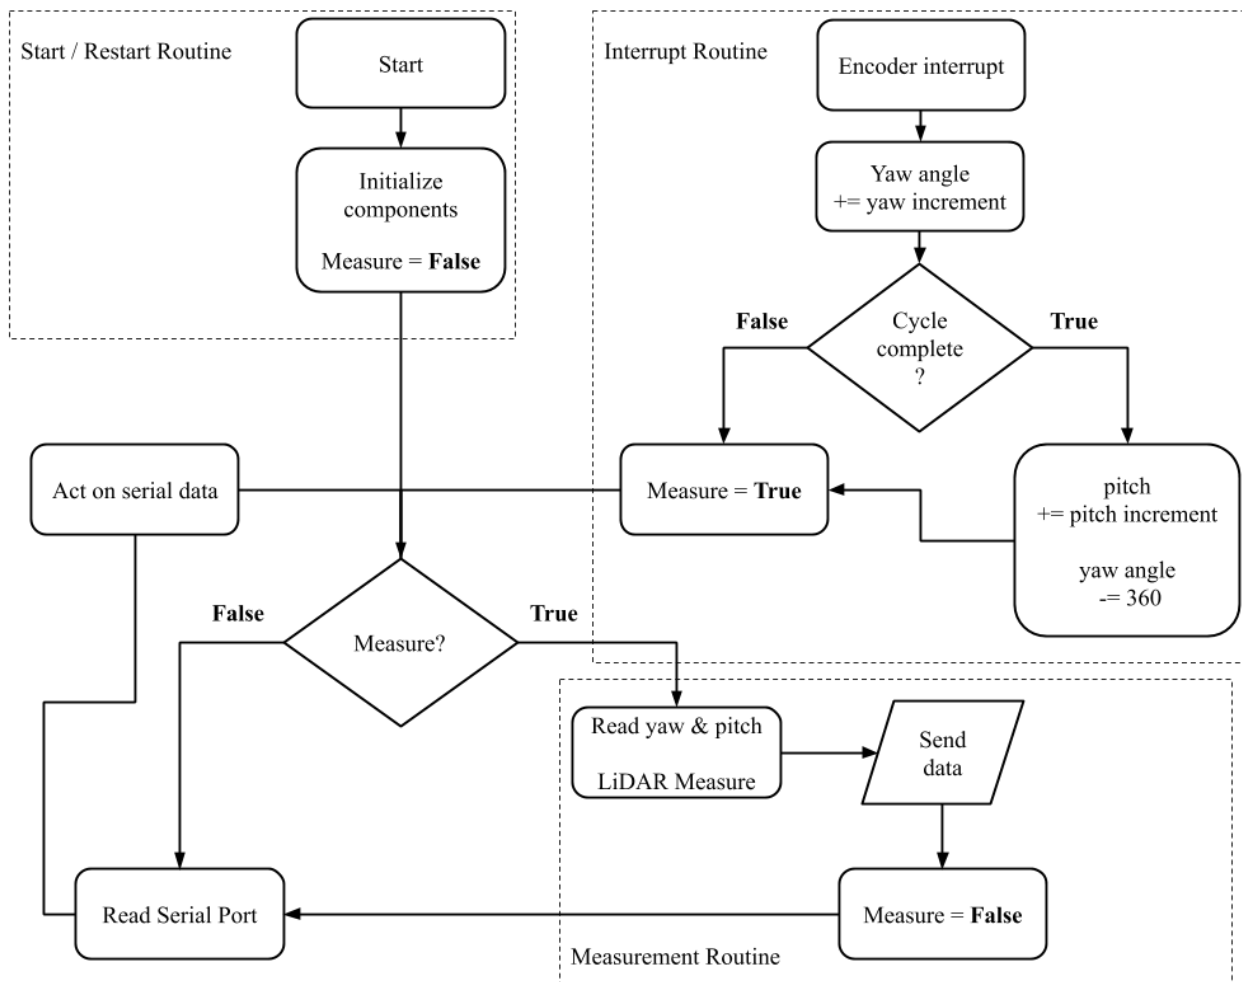 Start / Restart Routine
Start
Initialize
components
Measure = False
Interrupt Routine
Encoder interrupt
Yaw angle
+= yaw increment
Cycle
complete
?
False
True
Measure = True
pitch
+= pitch increment
yaw angle
-= 360
Act on serial data
Measure?
False
True
Read yaw & pitch
LiDAR Measure
Send
data
Measure = False
Measurement Routine
Read Serial Port